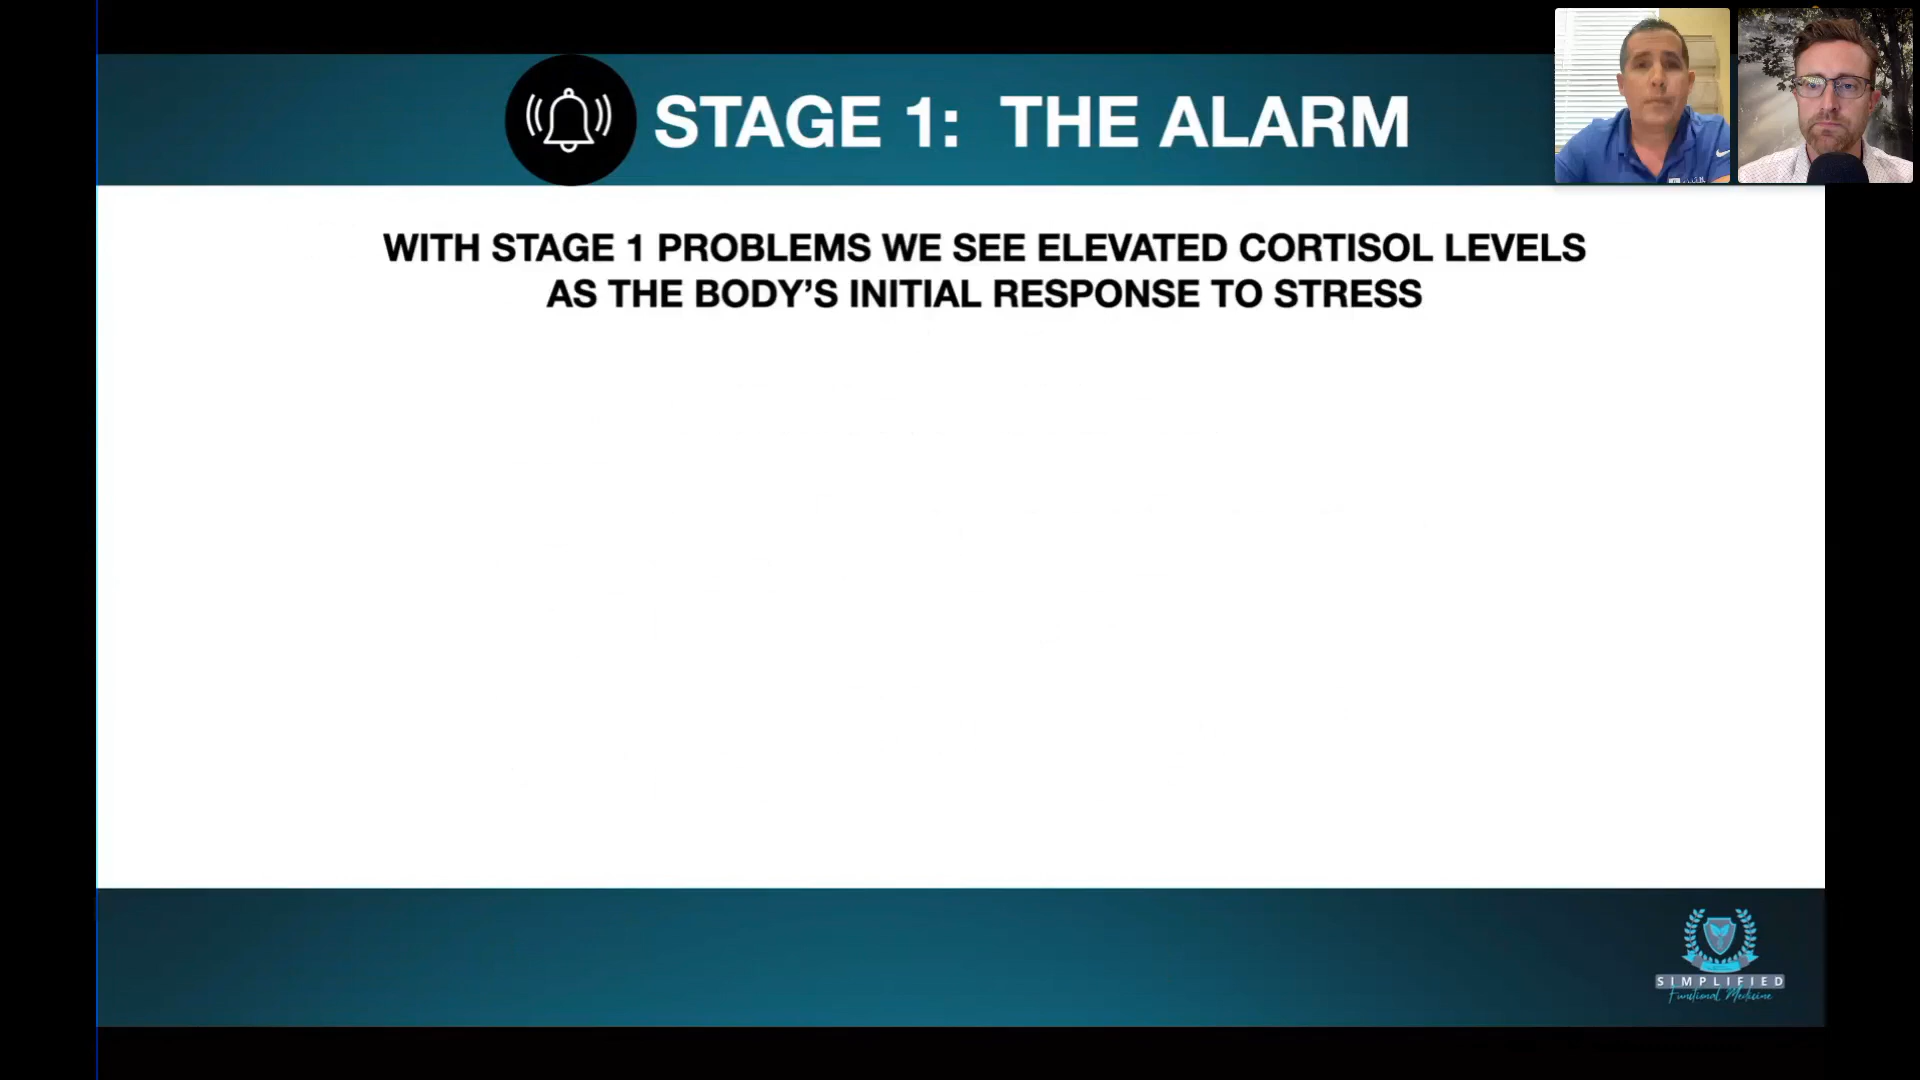 STAGE 1: THE ALARM
WITH STAGE 1 PROBLEMS WE SEE ELEVATED CORTISOL LEVELS
AS THE BODY'S INITIAL RESPONSE TO STRESS
SIMPLIFIED
Functional Medicine